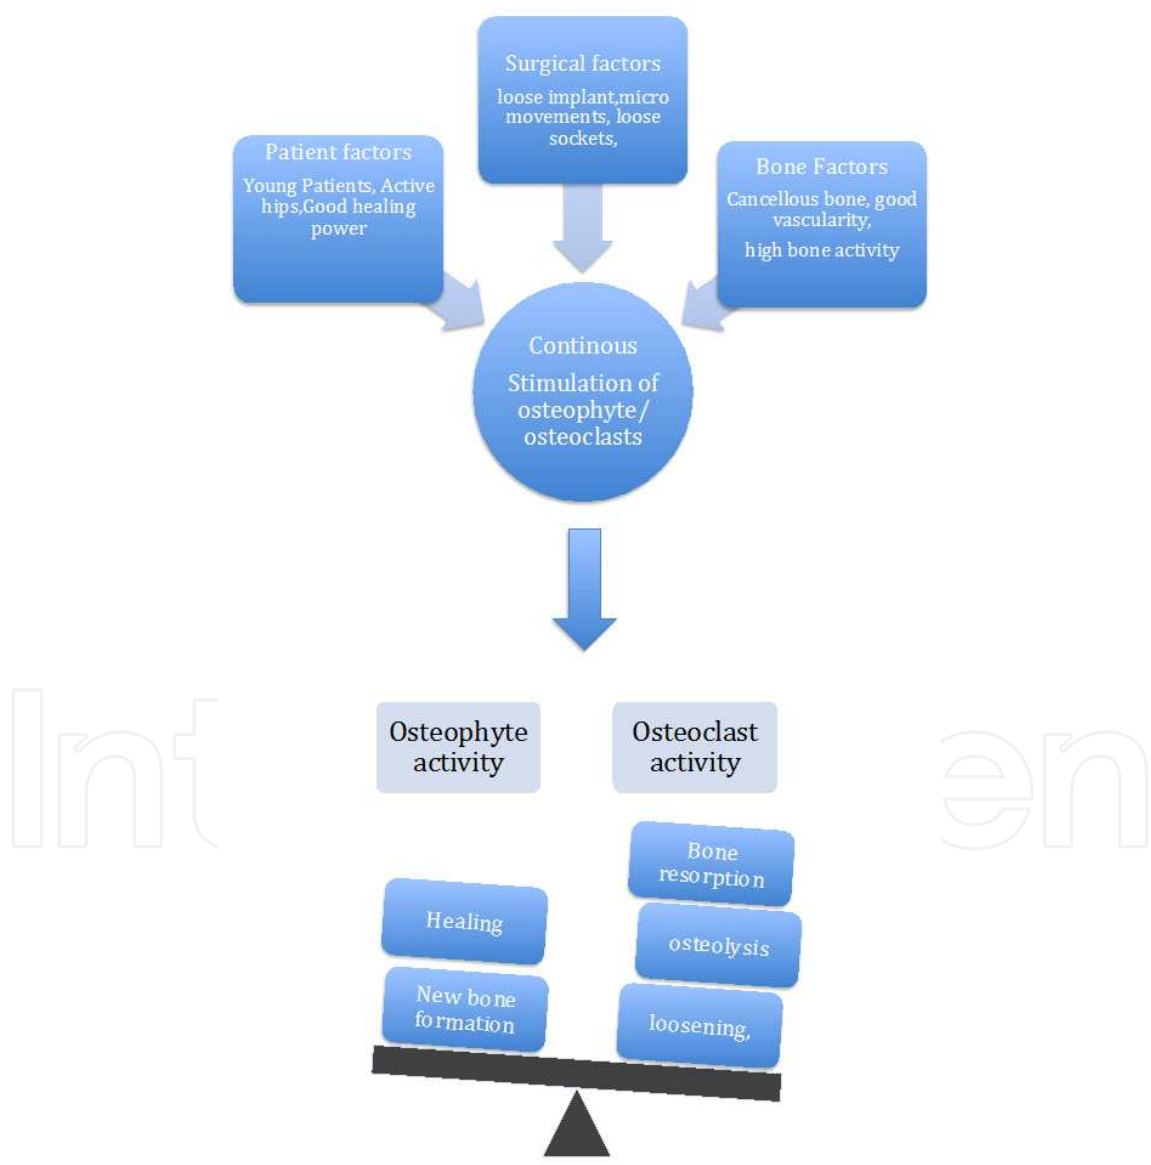 Surgical factors
loose implant,micro
movements, loose
sockets,
Patient factors
Young Patients, Active
hips,Good healing
power
Bone Factors
Cancellous bone, good
vascularity,
high bone activity
Continous
Stimulation of
osteophyte/
osteoclasts
Osteophyte
activity
Osteoclast
activity
Bone
resorption
Healing
osteolysis
New bone
formation
loosening,
Int
en